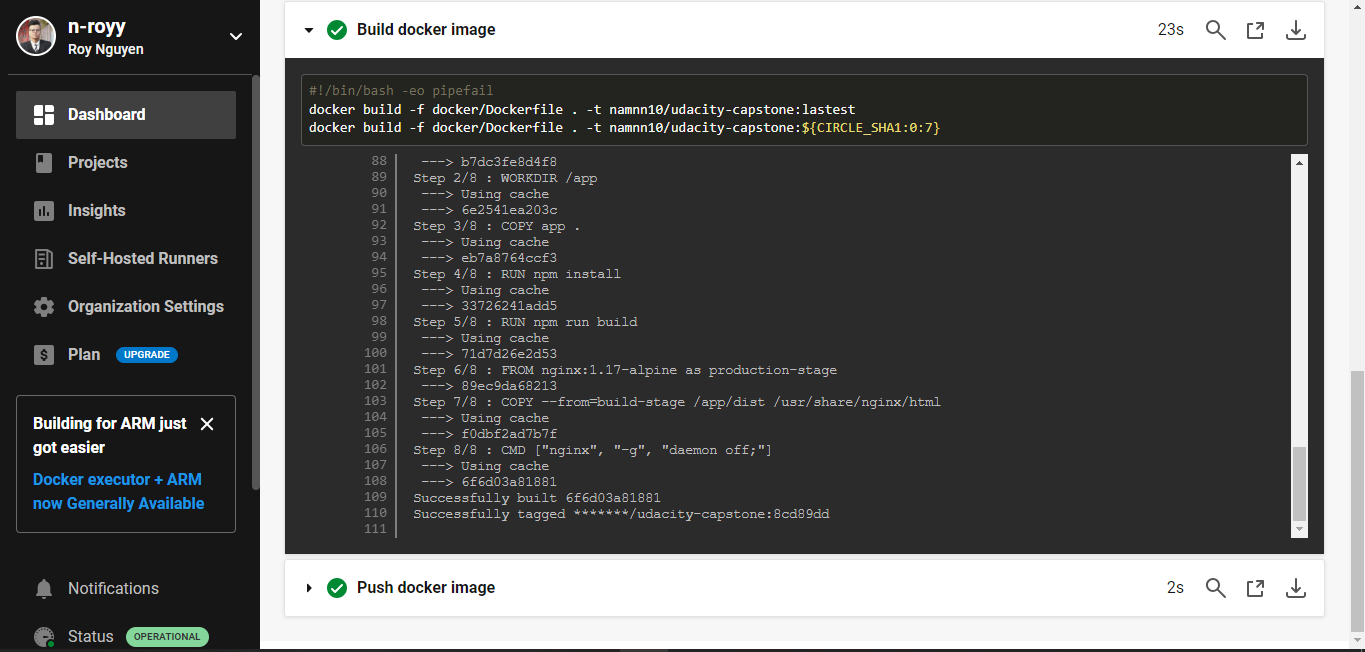 n-royy
Roy Nguyen
Dashboard
Projects
Insights
Self-Hosted Runners
Organization Settings
Plan UPGRADE
Building for ARM just
got easier
Docker executor + ARM
now Generally Available
Notifications
Status OPERATIONAL
Build docker image 23s
#!/bin/bash -eo pipefail
docker build -f docker/Dockerfile . -t namnn10/udacity-capstone:lastest
docker build -f docker/Dockerfile . -t namnn10/udacity-capstone:${CIRCLE_SHA1:0:7}
88 ---> b7dc3fe8d4f8
89 Step 2/8 : WORKDIR /app
90 ---> Using cache
91 ---> 6e2541ea203c
92 Step 3/8 : COPY app .
93 ---> Using cache
94 ---> eb7a8764ccf3
95 Step 4/8 : RUN npm install
96 ---> Using cache
97 ---> 33726241add5
98 Step 5/8 : RUN npm run build
99 ---> Using cache
100 ---> 71d7d26e2d53
101 Step 6/8 : FROM nginx:1.17-alpine as production-stage
102 ---> 89ec9da68213
103 Step 7/8 : COPY --from=build-stage /app/dist /usr/share/nginx/html
104 ---> Using cache
105 ---> f0dbf2ad7b7f
106 Step 8/8 : CMD ["nginx", "-g", "daemon off;"]
107 ---> Using cache
108 ---> 6f6d03a81881
109 Successfully built 6f6d03a81881
110 Successfully tagged *******/udacity-capstone:8cd89dd
111
Push docker image 2s